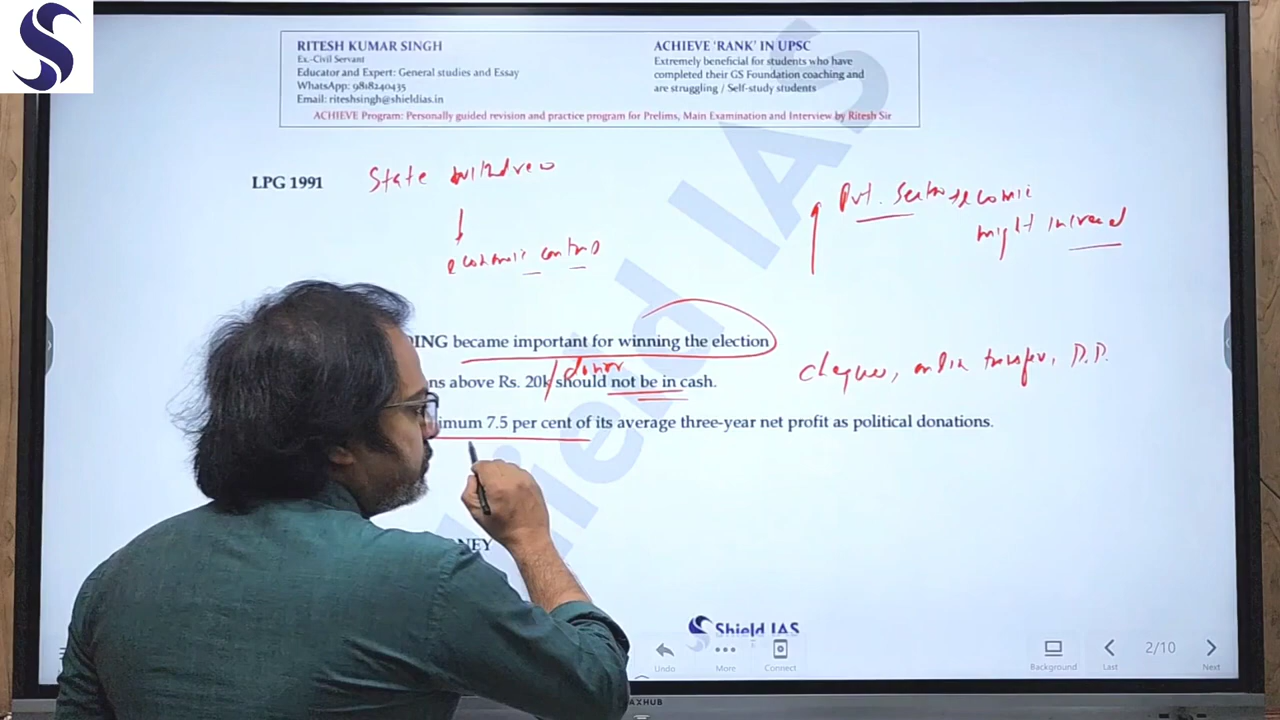 RITESH KUMAR SINGH
Ex.-Civil Servant
Educator and Expert: General studies and Essay
WhatsApp: 9818240435
Email: riteshsingh@shieldias.in
ACHIEVE 'RANK' IN UPSC
Extremely beneficial for students who have
completed their GS Foundation coaching and
are struggling / Self-study students
ACHIEVE Program: Personally guided revision and practice program for Prelims, Main Examination and Interview by Ritesh Sir
LPG 1991
State withdrew
economic control
Pvt. Sector economic
might increased
ING became important for winning the election
/donor
ns above Rs. 20k should not be in cash.
cheque, online transfer, D.D.
imum 7.5 per cent of its average three-year net profit as political donations.
NEY
Shield IAS
Shield IAS
Undo
More
Connect
Background
Last
2/10
Next
AXHUB